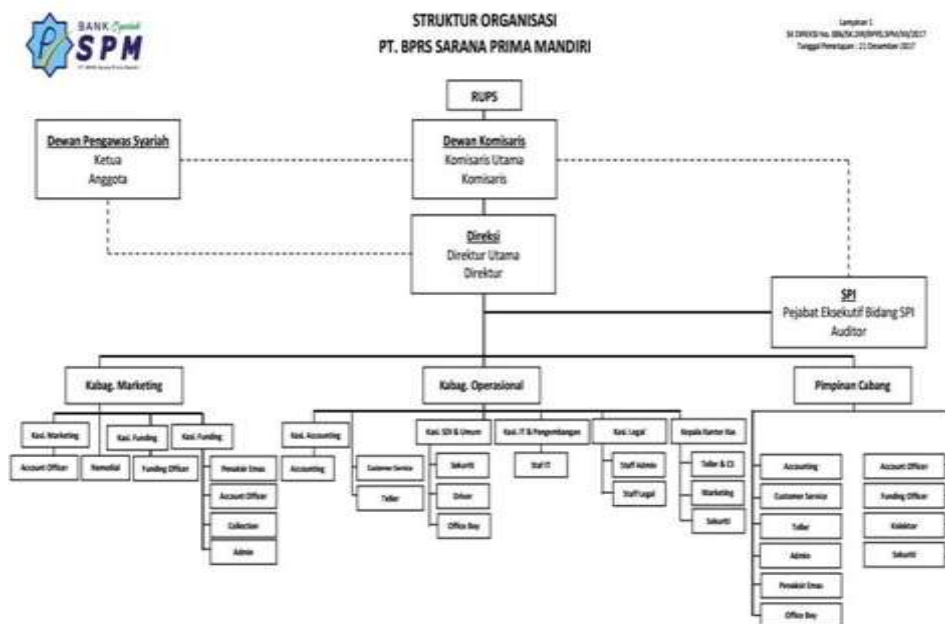 BANK Syariah
SPM
STRUKTUR ORGANISASI
PT. BPRS SARANA PRIMA MANDIRI
Lampiran 1
Tanggal Penetapan : 21 Desember 2017
RUPS
Dewan Pengawas Syariah
Ketua
Anggota
Dewan Komisaris
Komisaris Utama
Komisaris
Direksi
Direktur Utama
Direktur
SPI
Pejabat Eksekutif Bidang SPI
Auditor
Kabag. Marketing
Kabag. Operasional
Pimpinan Cabang
Kasi. Marketing
Kasi. Funding
Kasi. Funding
Account Officer
Remedial
Funding Officer
Penaksir Emas
Account Officer
Collection
Admin
Kasi. Accounting
Kasi. SDI & Umum
Kasi. IT & Pengembangan
Kasi. Legal
Kepala Kantor Kas
Accounting
Customer Service
Teller
Sekuriti
Driver
Office Boy
Staf IT
Staff Admin
Staff Legal
Teller & CS
Marketing
Sekuriti
Accounting
Customer Service
Teller
Admin
Penaksir Emas
Office Boy
Account Officer
Funding Officer
Kolektor
Sekuriti